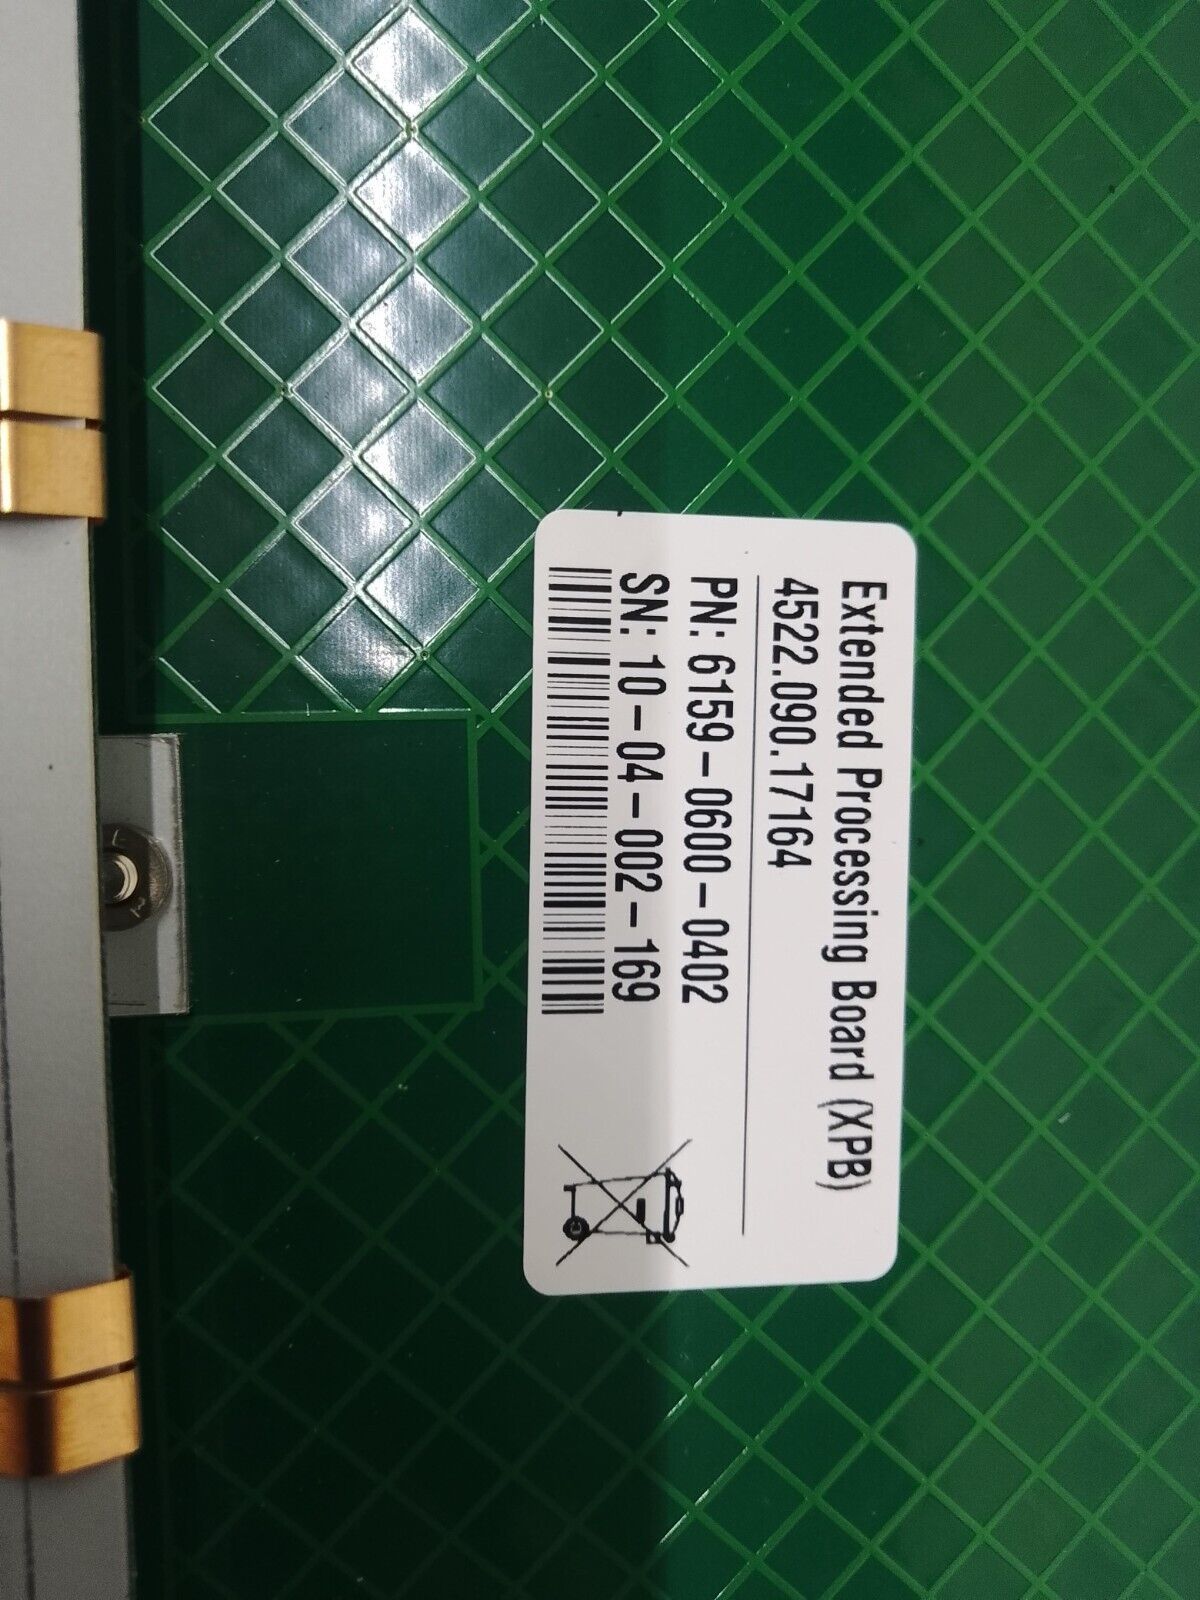 Extended Processing Board (XPB)
4522.090.17164
PN: 6159-0600-0402
SN: 10-04-002-169